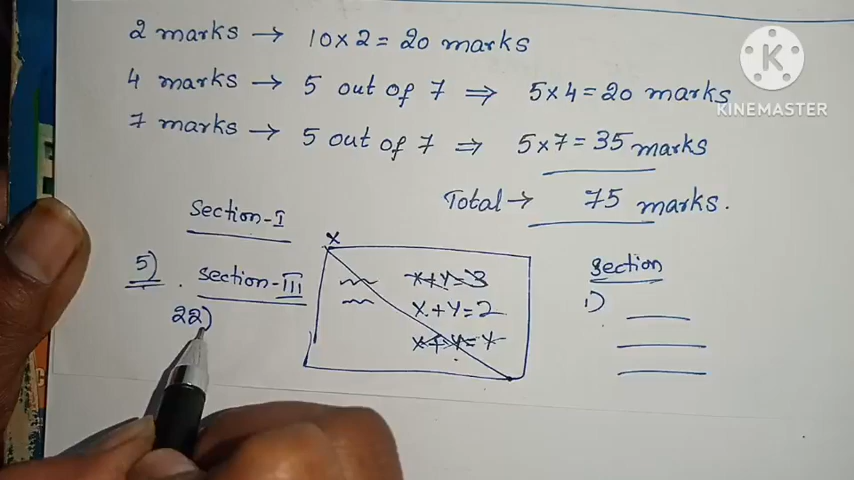 2 marks → 10×2 = 20 marks
4 marks → 5 out of 7 ⇒ 5×4 = 20 marks
7 marks → 5 out of 7 ⇒ 5×7 = 35 marks
Total → 75 marks.
Section-I
5)
Section-III
22)
x
x+y=3
x+y=2
x+y=x
Section
1)
K
KINEMASTER